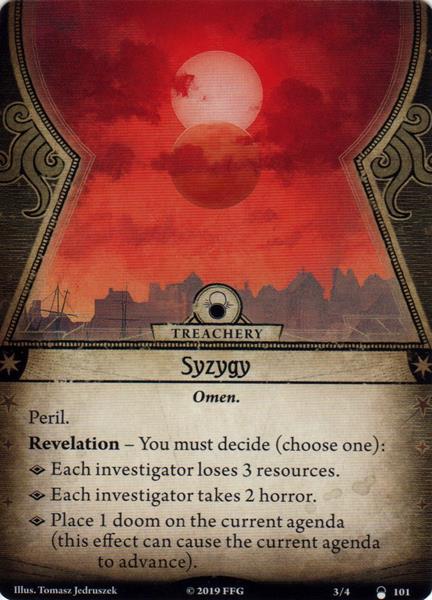 TREACHERY
Syzygy
Omen.
Peril.
Revelation – You must decide (choose one):
Each investigator loses 3 resources.
Each investigator takes 2 horror.
Place 1 doom on the current agenda
(this effect can cause the current agenda
to advance).
Illus. Tomasz Jedruszek
© 2019 FFG
3/4
101